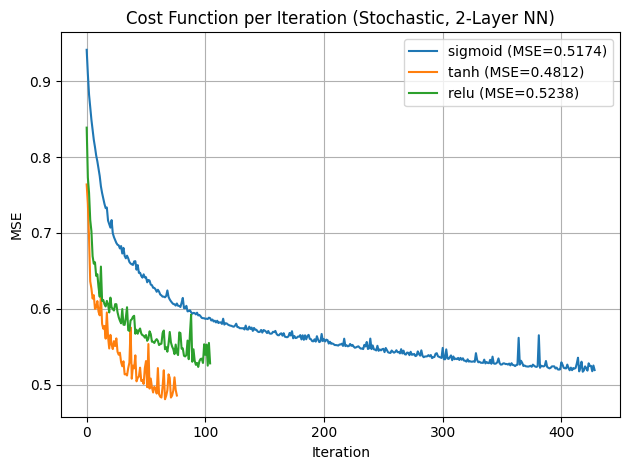 Cost Function per Iteration (Stochastic, 2-Layer NN)
sigmoid (MSE=0.5174)
tanh (MSE=0.4812)
relu (MSE=0.5238)
MSE
0.9
0.8
0.7
0.6
0.5
0 100 200 300 400
Iteration